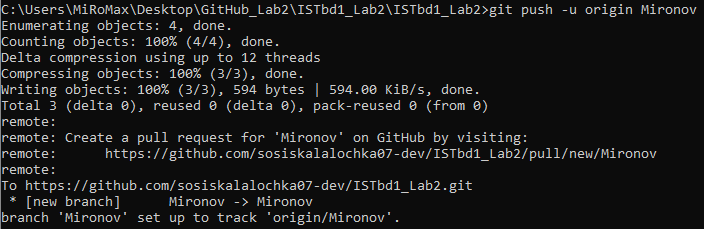 C:\Users\MiRoMax\Desktop\GitHub_Lab2\ISTbd1_Lab2\ISTbd1_Lab2>git push -u origin Mironov
Enumerating objects: 4, done.
Counting objects: 100% (4/4), done.
Delta compression using up to 12 threads
Compressing objects: 100% (3/3), done.
Writing objects: 100% (3/3), 594 bytes | 594.00 KiB/s, done.
Total 3 (delta 0), reused 0 (delta 0), pack-reused 0 (from 0)
remote:
remote: Create a pull request for 'Mironov' on GitHub by visiting:
remote:      https://github.com/sosiskalalochka07-dev/ISTbd1_Lab2/pull/new/Mironov
remote:
To https://github.com/sosiskalalochka07-dev/ISTbd1_Lab2.git
 * [new branch]      Mironov -> Mironov
branch 'Mironov' set up to track 'origin/Mironov'.